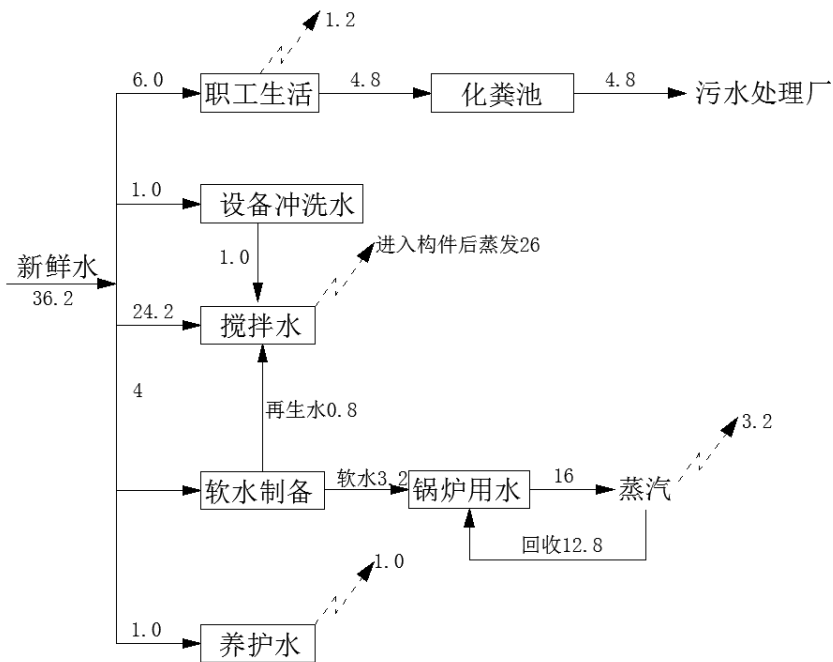 1.2
6.0
职工生活
4.8
化粪池
4.8
污水处理厂
1.0
设备冲洗水
1.0
进入构件后蒸发26
新鲜水
36.2
24.2
搅拌水
4
再生水0.8
3.2
软水制备
软水3.2
锅炉用水
16
蒸汽
回收12.8
1.0
1.0
养护水